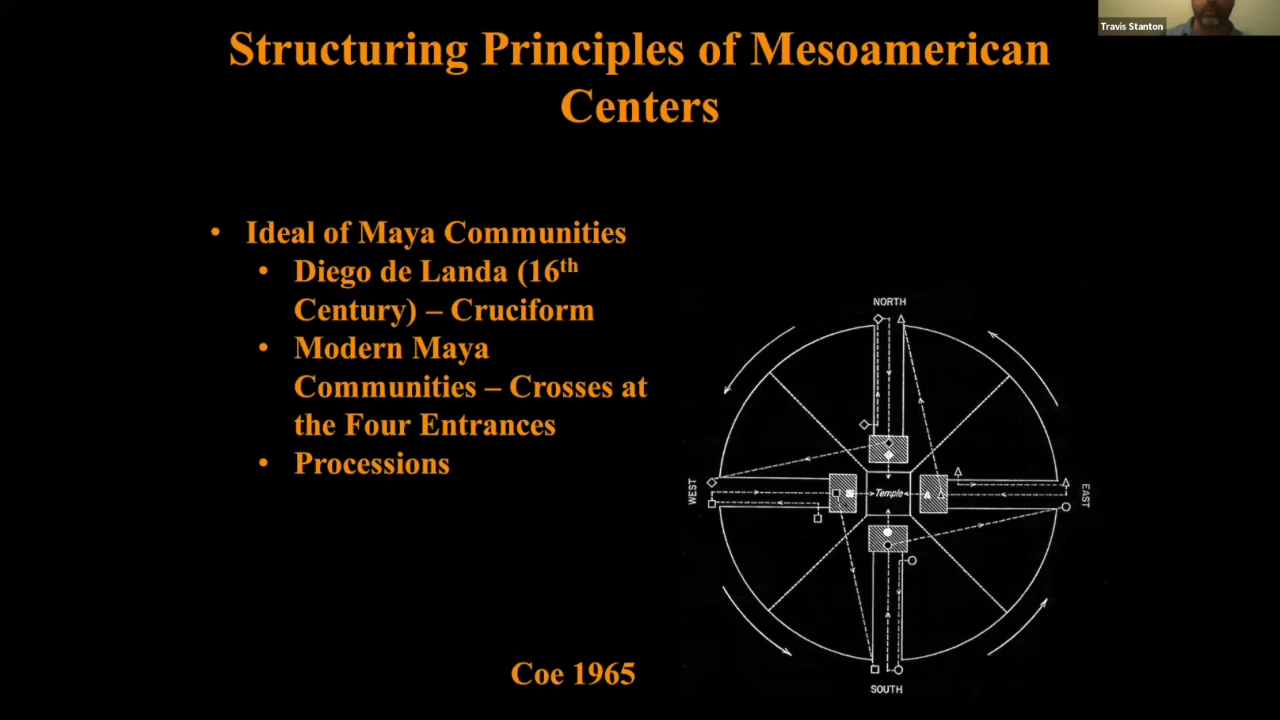 Travis Stanton
Structuring Principles of Mesoamerican
Centers
• Ideal of Maya Communities
• Diego de Landa (16th
Century) – Cruciform
• Modern Maya
Communities – Crosses at
the Four Entrances
• Processions
Coe 1965
NORTH
WEST
Temple
EAST
SOUTH